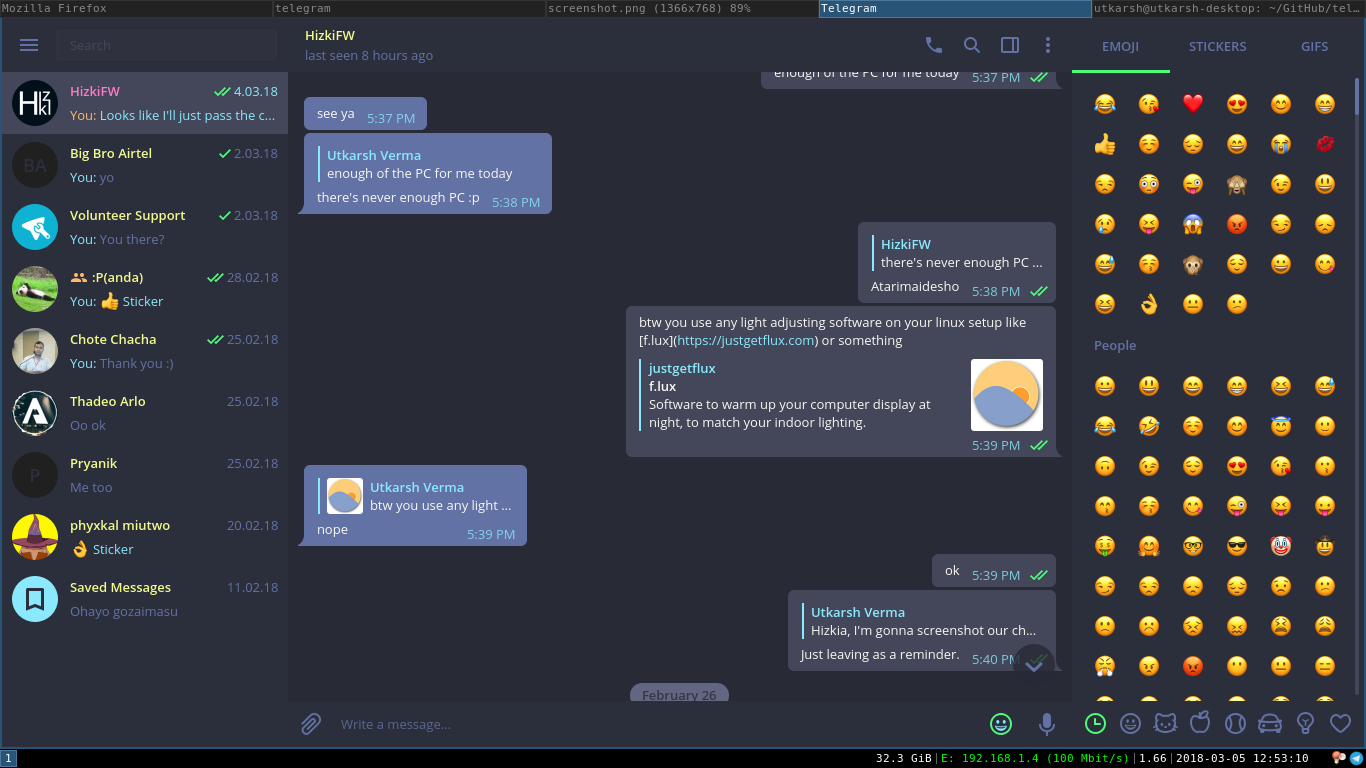 Mozilla Firefox
telegram
screenshot.png (1366x768) 89%
Telegram
utkarsh@utkarsh-desktop: ~/GitHub/tel…
Search
HizkiFW 4.03.18
You: Looks like I'll just pass the c...
BA
Big Bro Airtel 2.03.18
You: yo
Volunteer Support 2.03.18
You: You there?
:P(anda) 28.02.18
You: 👍 Sticker
Chote Chacha 25.02.18
You: Thank you :)
Thadeo Arlo 25.02.18
Oo ok
P
Pryanik 25.02.18
Me too
phyxkal miutwo 20.02.18
👌 Sticker
Saved Messages 11.02.18
Ohayo gozaimasu
HizkiFW
last seen 8 hours ago
enough of the PC for me today 5:37 PM
see ya 5:37 PM
Utkarsh Verma
enough of the PC for me today
there's never enough PC :p 5:38 PM
HizkiFW
there's never enough PC ...
Atarimaidesho 5:38 PM
btw you use any light adjusting software on your linux setup like
[f.lux](https://justgetflux.com) or something
justgetflux
f.lux
Software to warm up your computer display at
night, to match your indoor lighting.
5:39 PM
Utkarsh Verma
btw you use any light ...
nope 5:39 PM
ok 5:39 PM
Utkarsh Verma
Hizkia, I'm gonna screenshot our ch...
Just leaving as a reminder. 5:40 PM
February 26
Write a message...
EMOJI STICKERS GIFS
People
1
32.3 GiB|E: 192.168.1.4 (100 Mbit/s)|1.66|2018-03-05 12:53:10